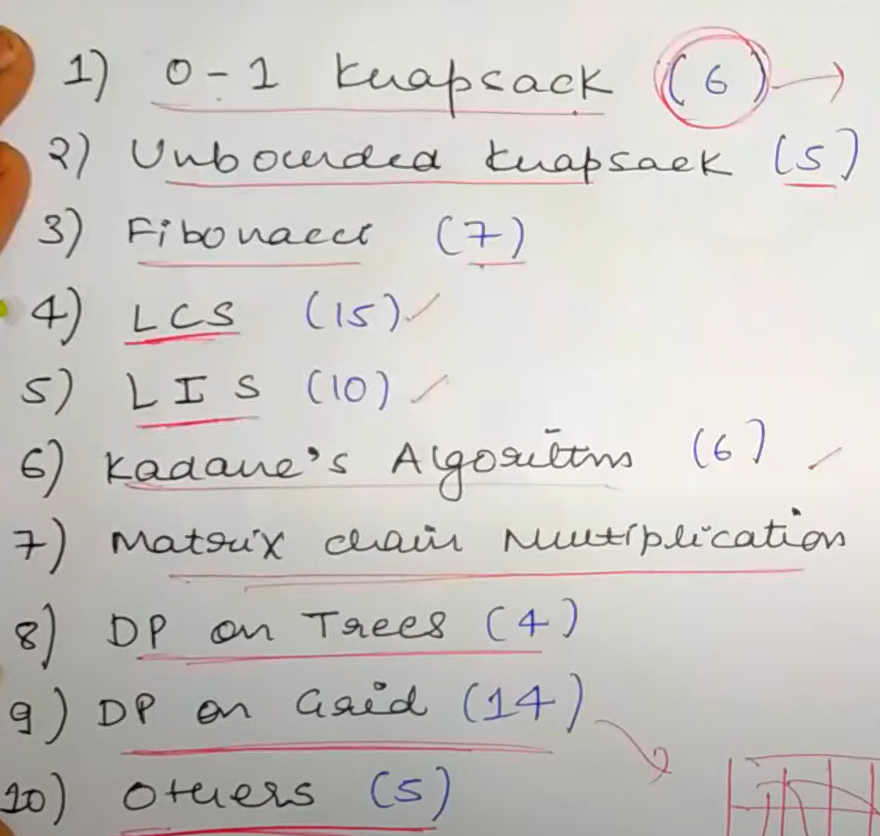 1) 0-1 Knapsack (6) →
2) Unbounded Knapsack (5)
3) Fibonacci (7)
4) LCS (15) ✓
5) LIS (10) ✓
6) Kadane's Algorithm (6) ✓
7) Matrix chain Multiplication
8) DP on Trees (4)
9) DP on Grid (14)
10) Others (5)